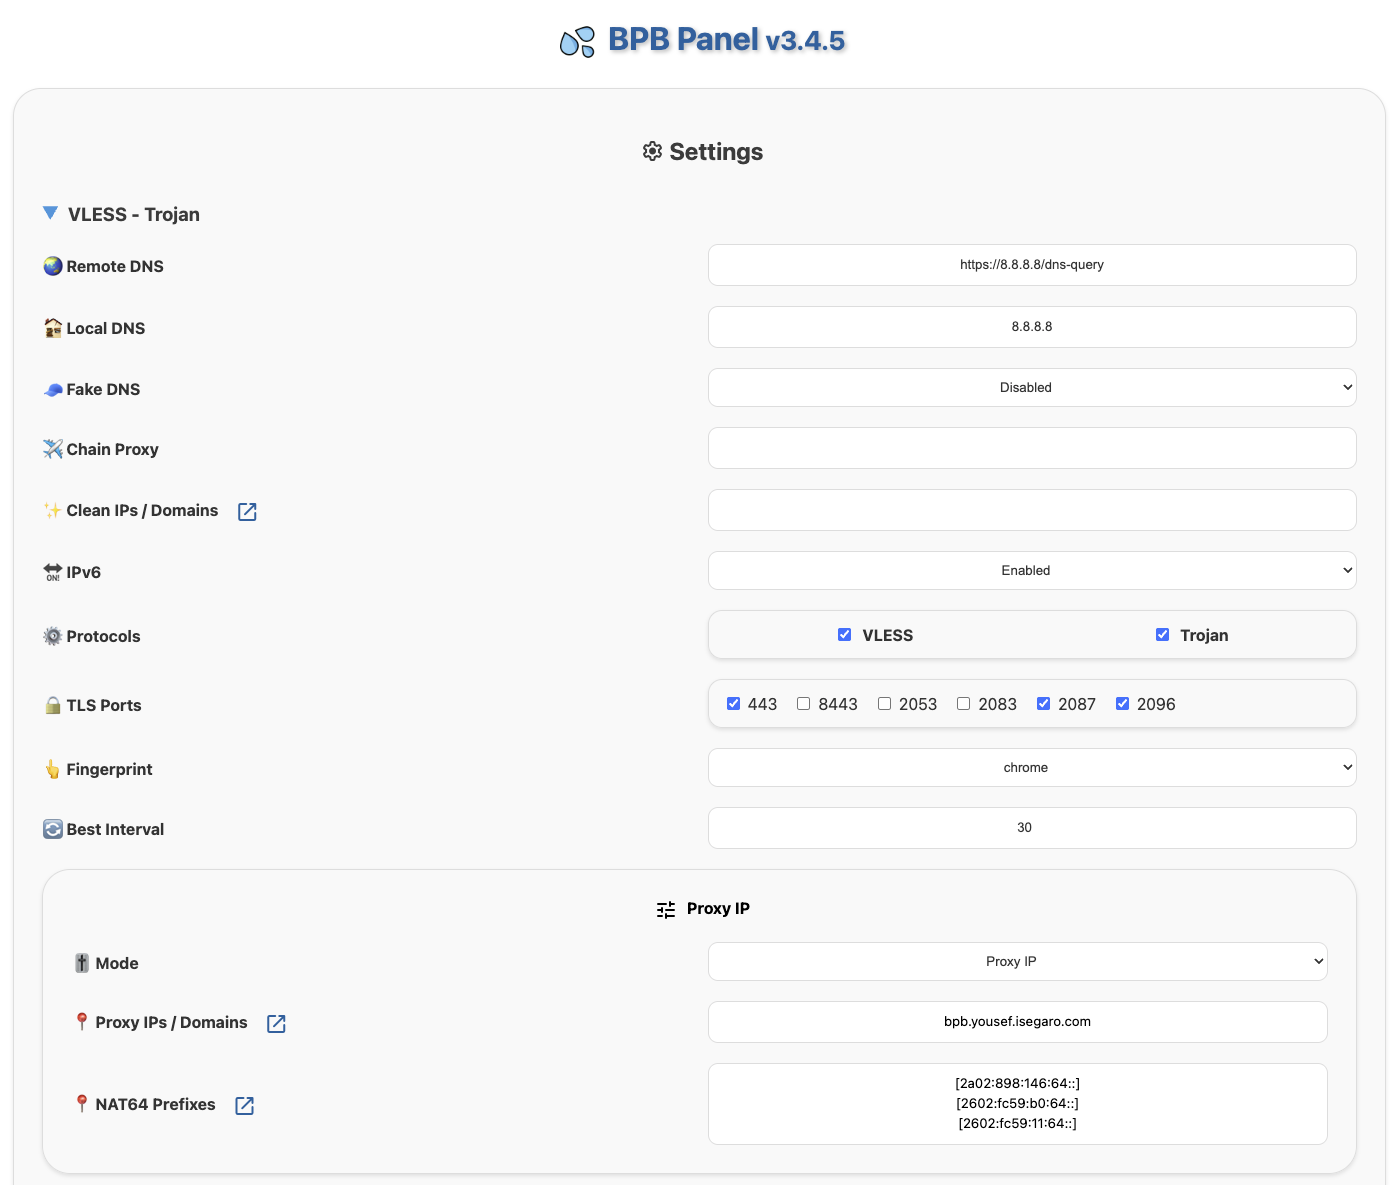 💦 BPB Panel v3.4.5
Settings
VLESS - Trojan
🌏 Remote DNS
https://8.8.8.8/dns-query
🏚️ Local DNS
8.8.8.8
🧢 Fake DNS
Disabled
✈️ Chain Proxy
✨ Clean IPs / Domains
🔛 IPv6
Enabled
⚙️ Protocols
VLESS Trojan
🔒 TLS Ports
443 8443 2053 2083 2087 2096
👆 Fingerprint
chrome
🔄 Best Interval
30
Proxy IP
🎚️ Mode
Proxy IP
📍 Proxy IPs / Domains
bpb.yousef.isegaro.com
📍 NAT64 Prefixes
[2a02:898:146:64::]
[2602:fc59:b0:64::]
[2602:fc59:11:64::]